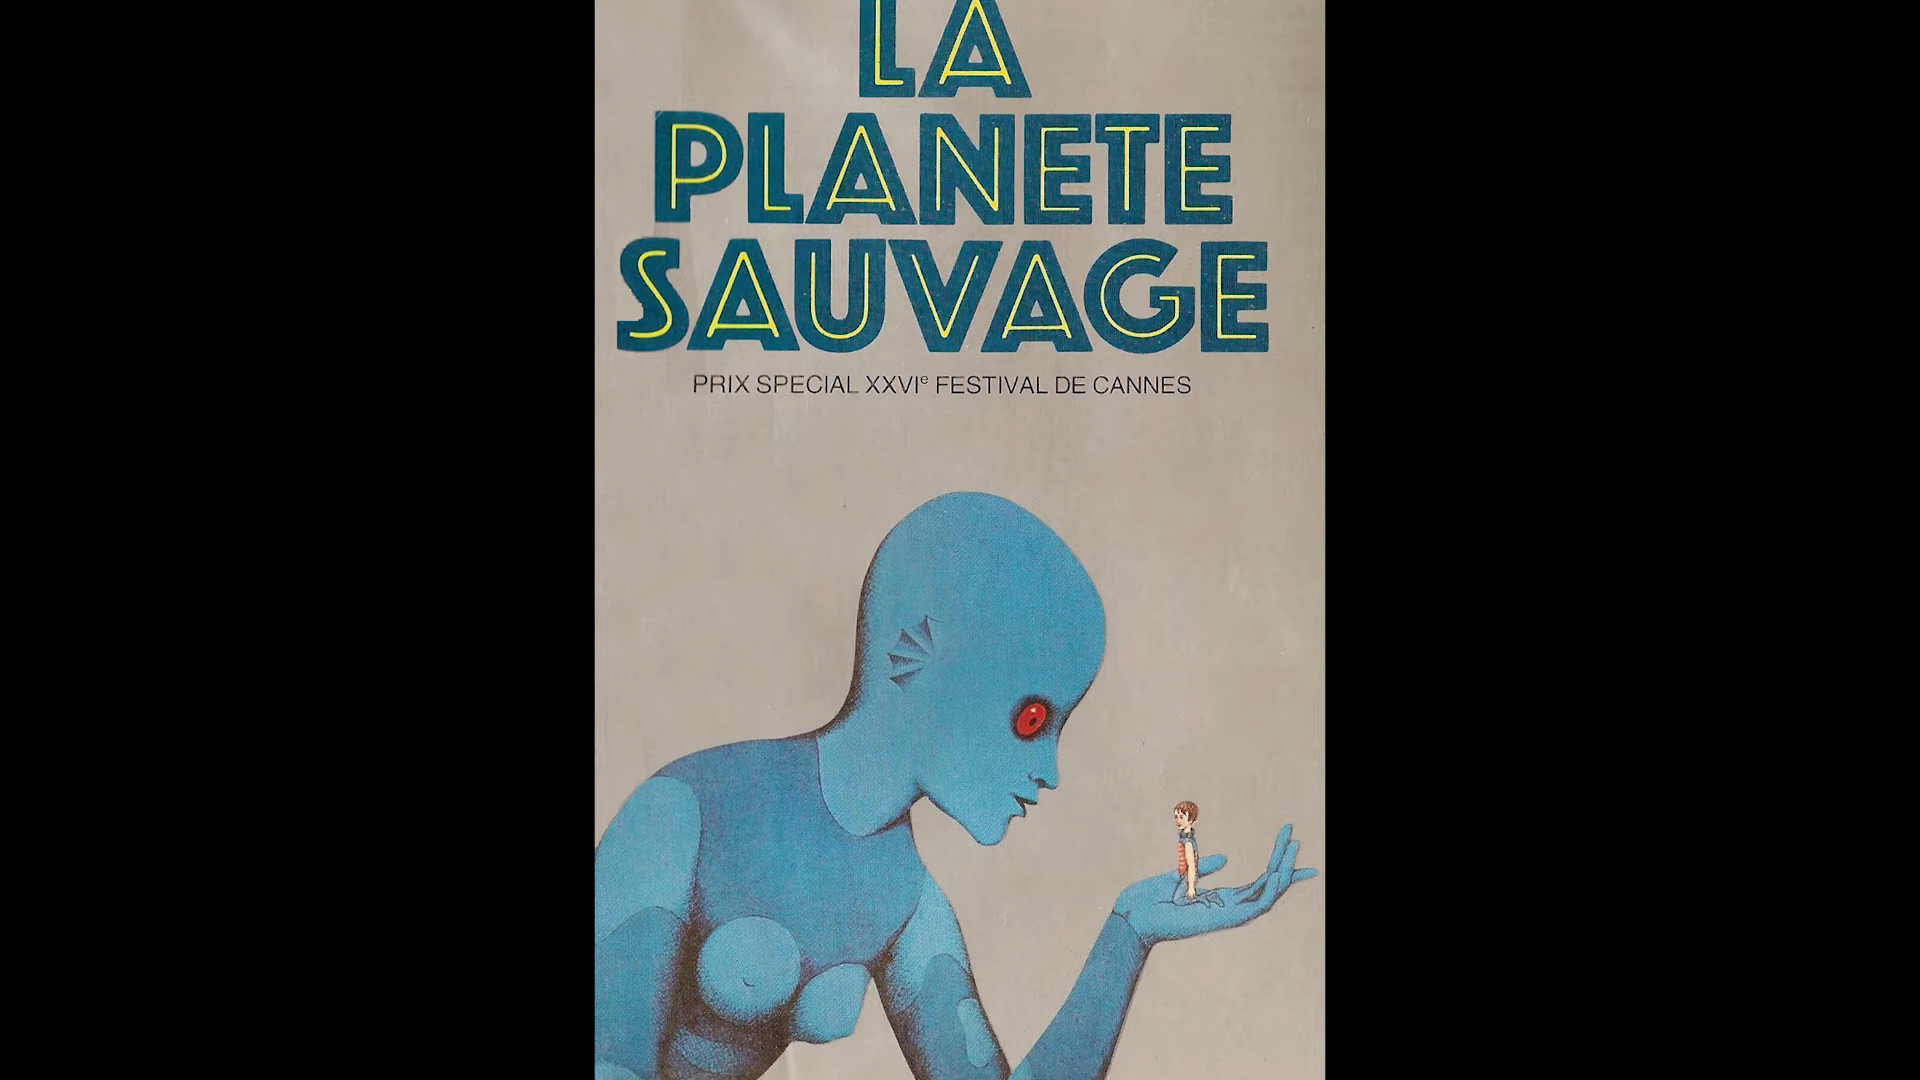 LA
PLANETE
SAUVAGE
PRIX SPECIAL XXVIe FESTIVAL DE CANNES